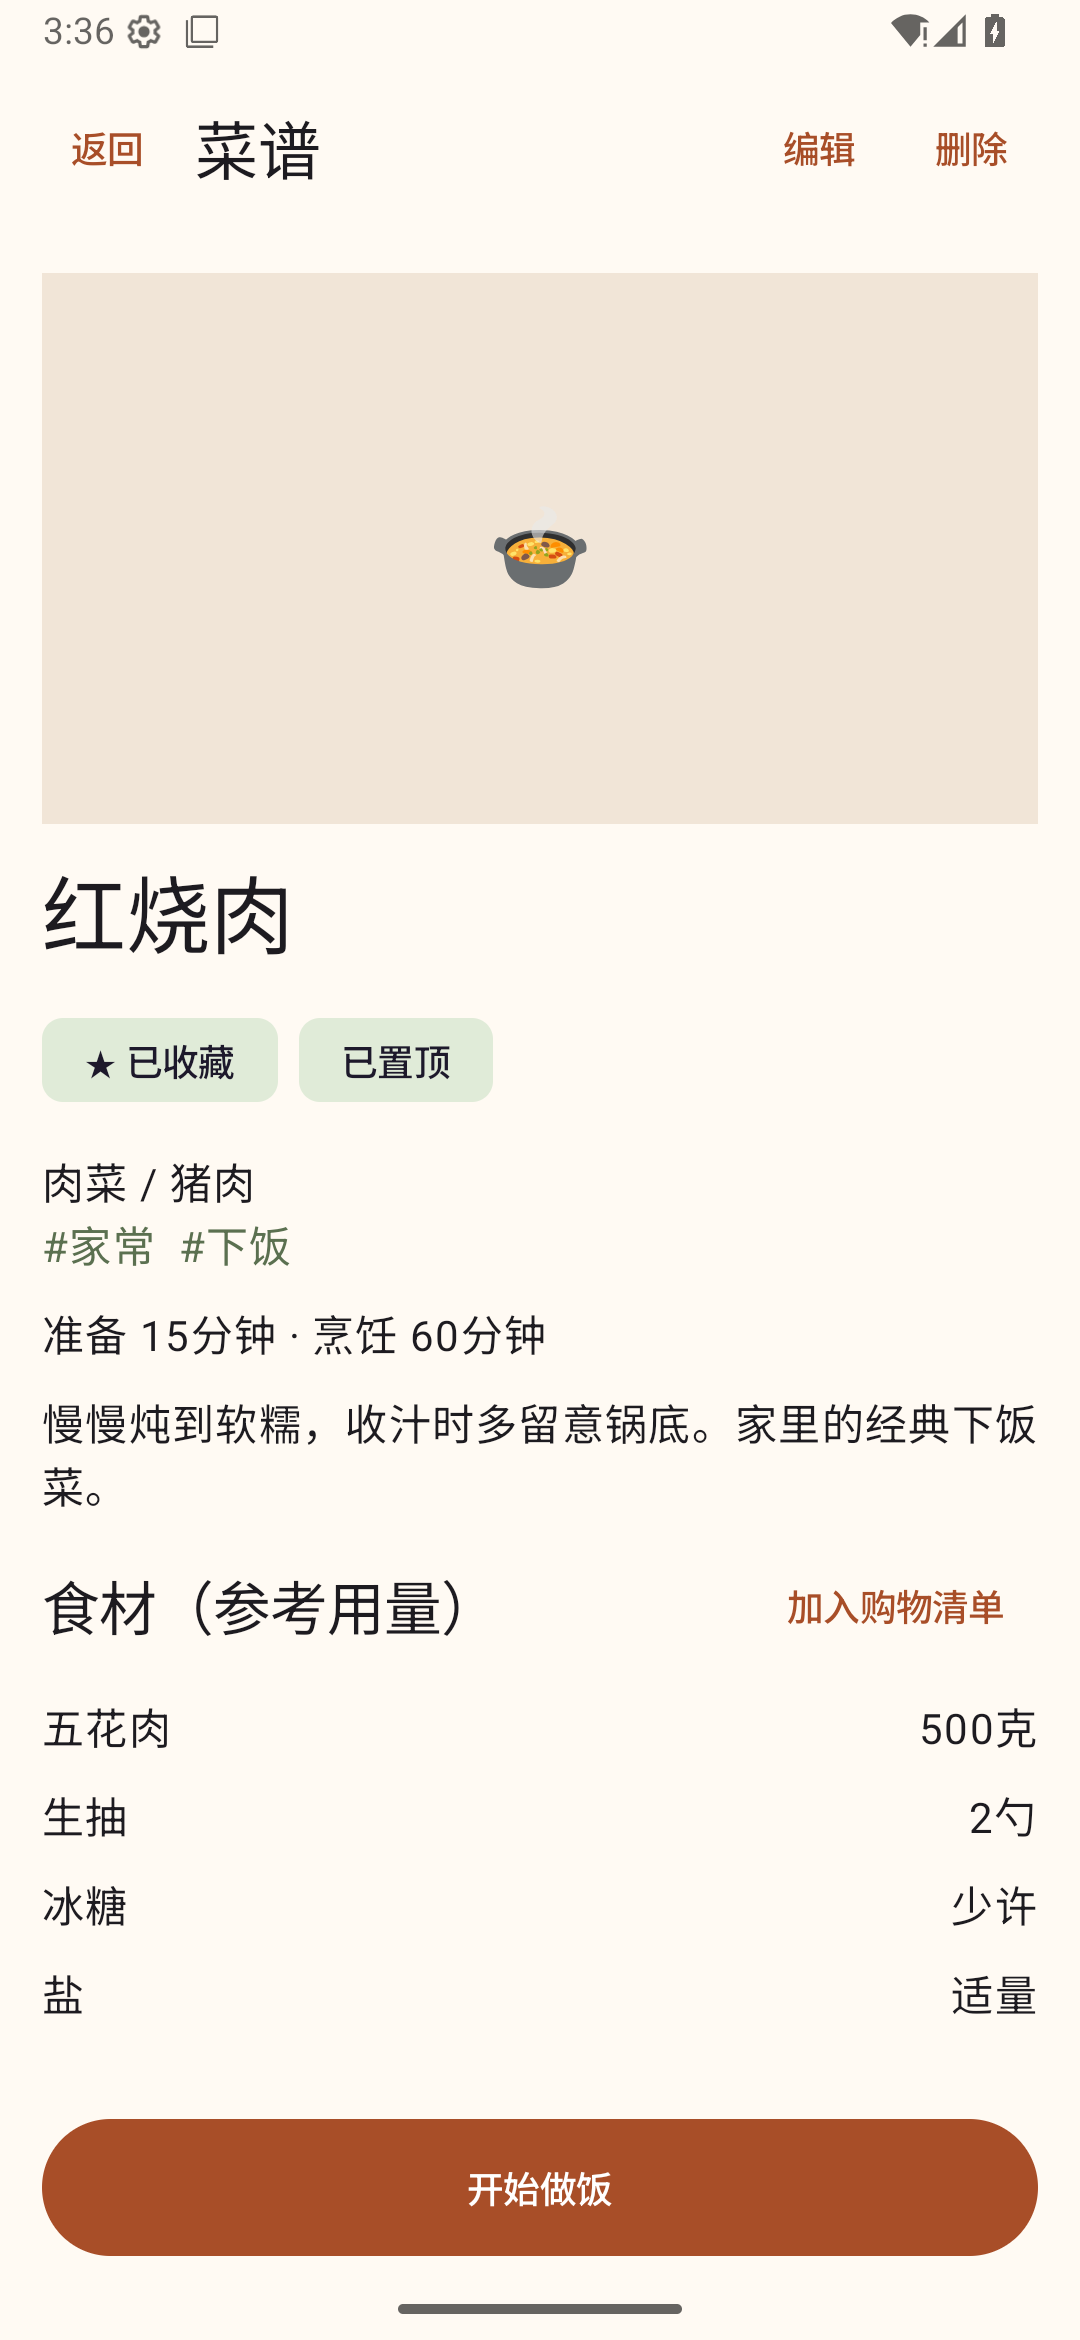 3:36
返回 菜谱 编辑 删除
红烧肉
★ 已收藏 已置顶
肉菜 / 猪肉
#家常 #下饭
准备 15分钟 · 烹饪 60分钟
慢慢炖到软糯，收汁时多留意锅底。家里的经典下饭
菜。
食材（参考用量） 加入购物清单
五花肉 500克
生抽 2勺
冰糖 少许
盐 适量
开始做饭